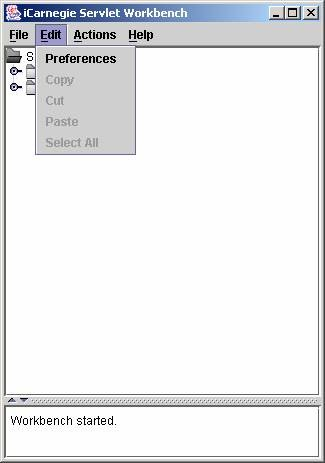 iCarnegie Servlet Workbench
File Edit Actions Help
S
Preferences
Copy
Cut
Paste
Select All
Workbench started.